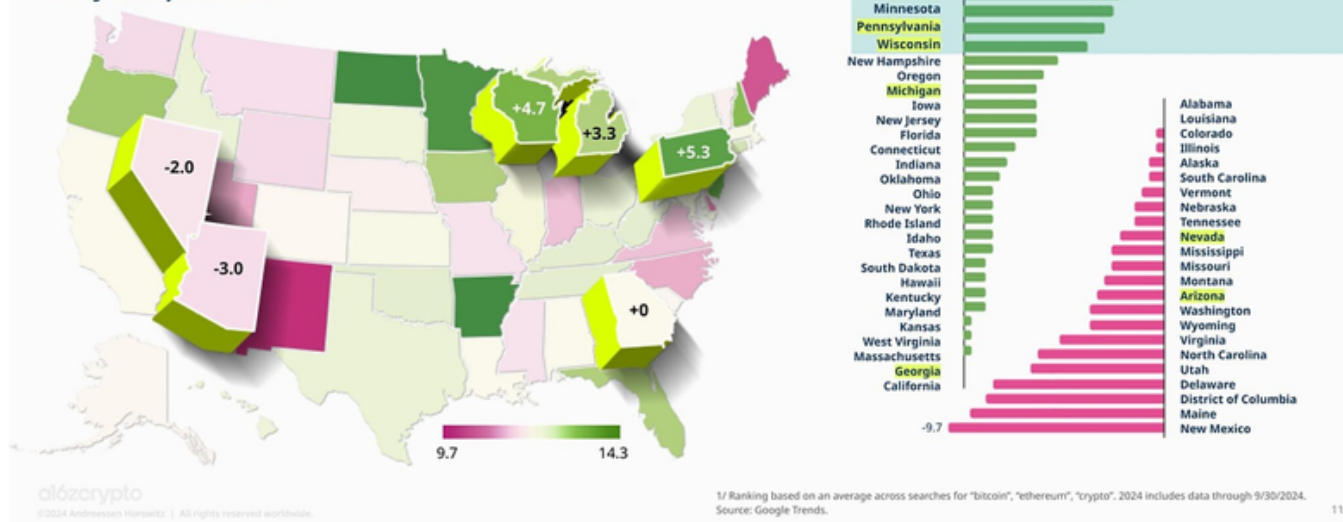 -2.0
-3.0
+4.7
+3.3
+5.3
+0
9.7
14.3
Minnesota
Pennsylvania
Wisconsin
New Hampshire
Oregon
Michigan
Iowa
New Jersey
Florida
Connecticut
Indiana
Oklahoma
Ohio
New York
Rhode Island
Idaho
Texas
South Dakota
Hawaii
Kentucky
Maryland
Kansas
West Virginia
Massachusetts
Georgia
California
Alabama
Louisiana
Colorado
Illinois
Alaska
South Carolina
Vermont
Nebraska
Tennessee
Nevada
Mississippi
Missouri
Montana
Arizona
Washington
Wyoming
Virginia
North Carolina
Utah
Delaware
District of Columbia
Maine
New Mexico
-9.7
a16zcrypto
©2024 Andreessen Horowitz | All rights reserved worldwide.
1/ Ranking based on an average across searches for "bitcoin", "ethereum", "crypto". 2024 includes data through 9/30/2024.
Source: Google Trends.
11